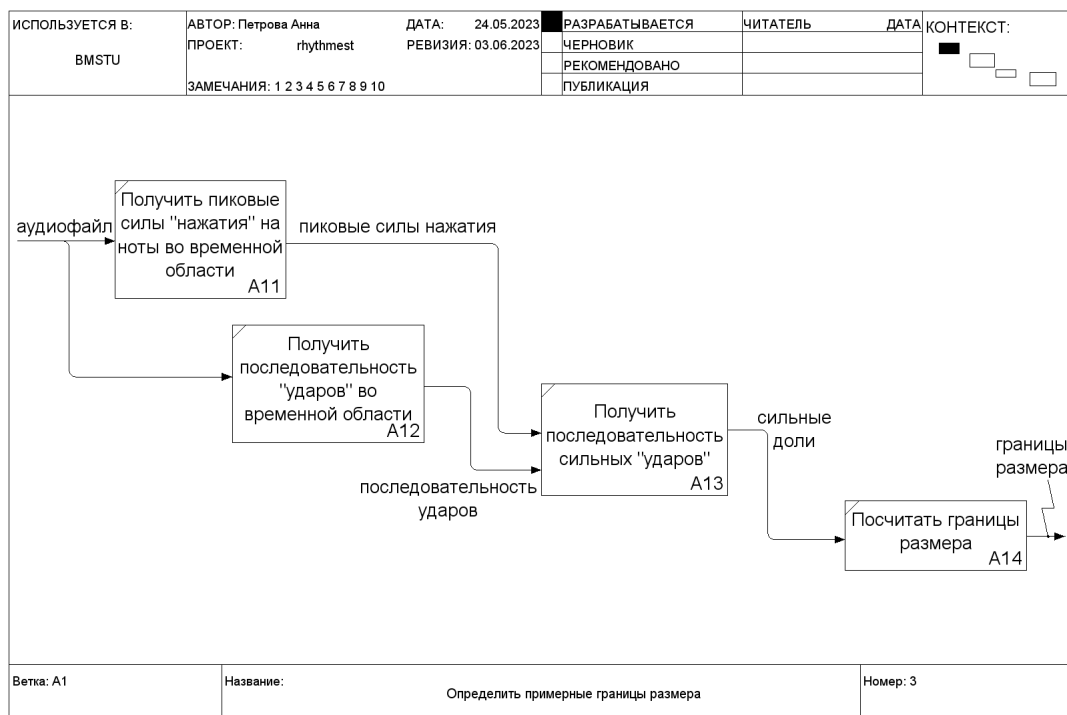 ИСПОЛЬЗУЕТСЯ В:
BMSTU
АВТОР: Петрова Анна
ДАТА: 24.05.2023
ПРОЕКТ: rhythmest
РЕВИЗИЯ: 03.06.2023
ЗАМЕЧАНИЯ: 1 2 3 4 5 6 7 8 9 10
РАЗРАБАТЫВАЕТСЯ
ЧЕРНОВИК
РЕКОМЕНДОВАНО
ПУБЛИКАЦИЯ
ЧИТАТЕЛЬ
ДАТА
КОНТЕКСТ:
аудиофайл
Получить пиковые
силы "нажатия" на
ноты во временной
области
A11
пиковые силы нажатия
Получить
последовательность
"ударов" во
временной области
A12
последовательность
ударов
Получить
последовательность
сильных "ударов"
A13
сильные
доли
Посчитать границы
размера
A14
границы
размера
Ветка: A1
Название:
Определить примерные границы размера
Номер: 3